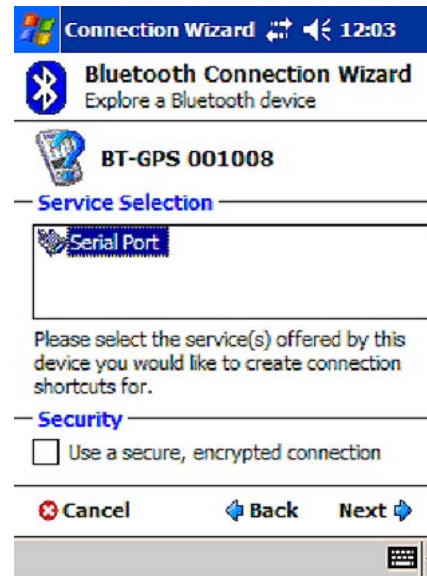 Connection Wizard 12:03
Bluetooth Connection Wizard
Explore a Bluetooth device
BT-GPS 001008
Service Selection
Serial Port
Please select the service(s) offered by this
device you would like to create connection
shortcuts for.
Security
Use a secure, encrypted connection
Cancel Back Next